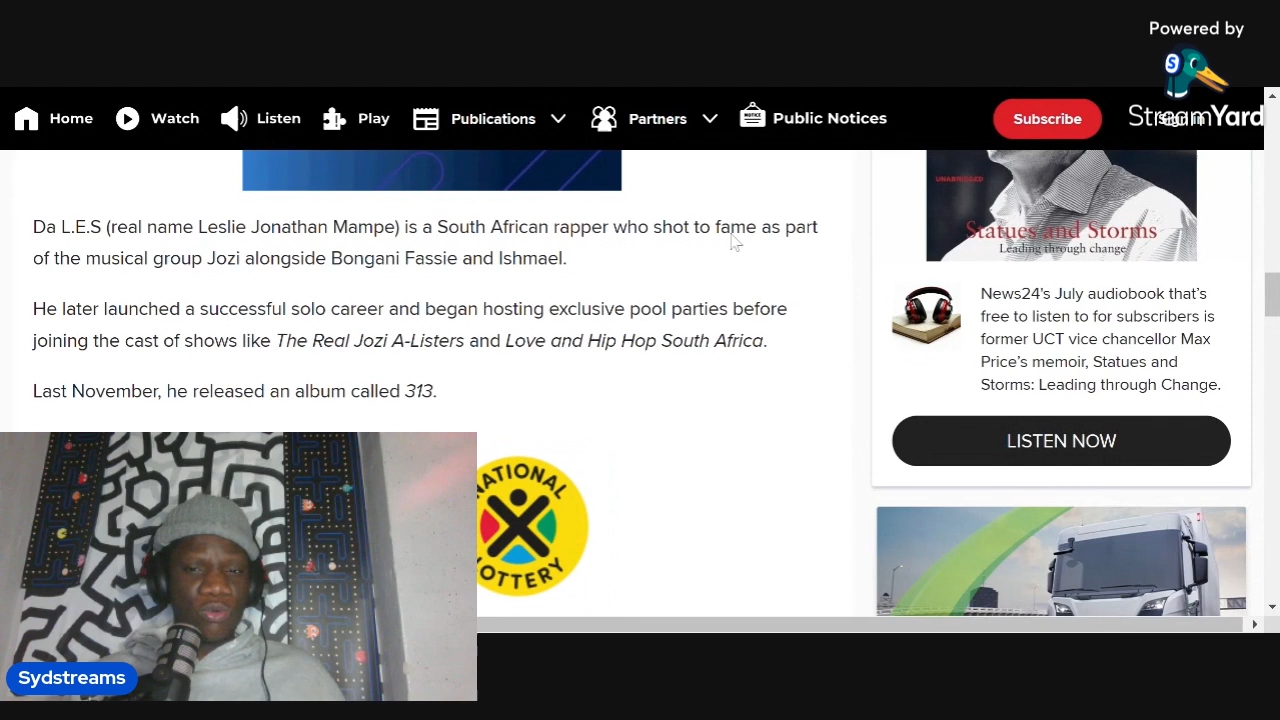 Powered by
StreamYard
Home
Watch
Listen
Play
Publications
Partners
Public Notices
Subscribe
Sign in
Da L.E.S (real name Leslie Jonathan Mampe) is a South African rapper who shot to fame as part
of the musical group Jozi alongside Bongani Fassie and Ishmael.
He later launched a successful solo career and began hosting exclusive pool parties before
joining the cast of shows like The Real Jozi A-Listers and Love and Hip Hop South Africa.
Last November, he released an album called 313.
NATIONAL
LOTTERY
UNABRIDGED
Statues and Storms
Leading through change
News24's July audiobook that's
free to listen to for subscribers is
former UCT vice chancellor Max
Price's memoir, Statues and
Storms: Leading through Change.
LISTEN NOW
Sydstreams